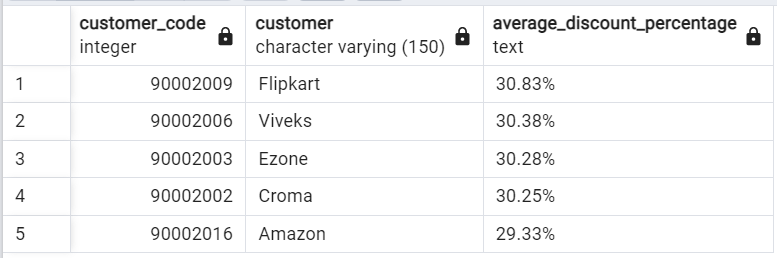 customer_code customer average_discount_percentage
integer character varying (150) text
1 90002009 Flipkart 30.83%
2 90002006 Viveks 30.38%
3 90002003 Ezone 30.28%
4 90002002 Croma 30.25%
5 90002016 Amazon 29.33%